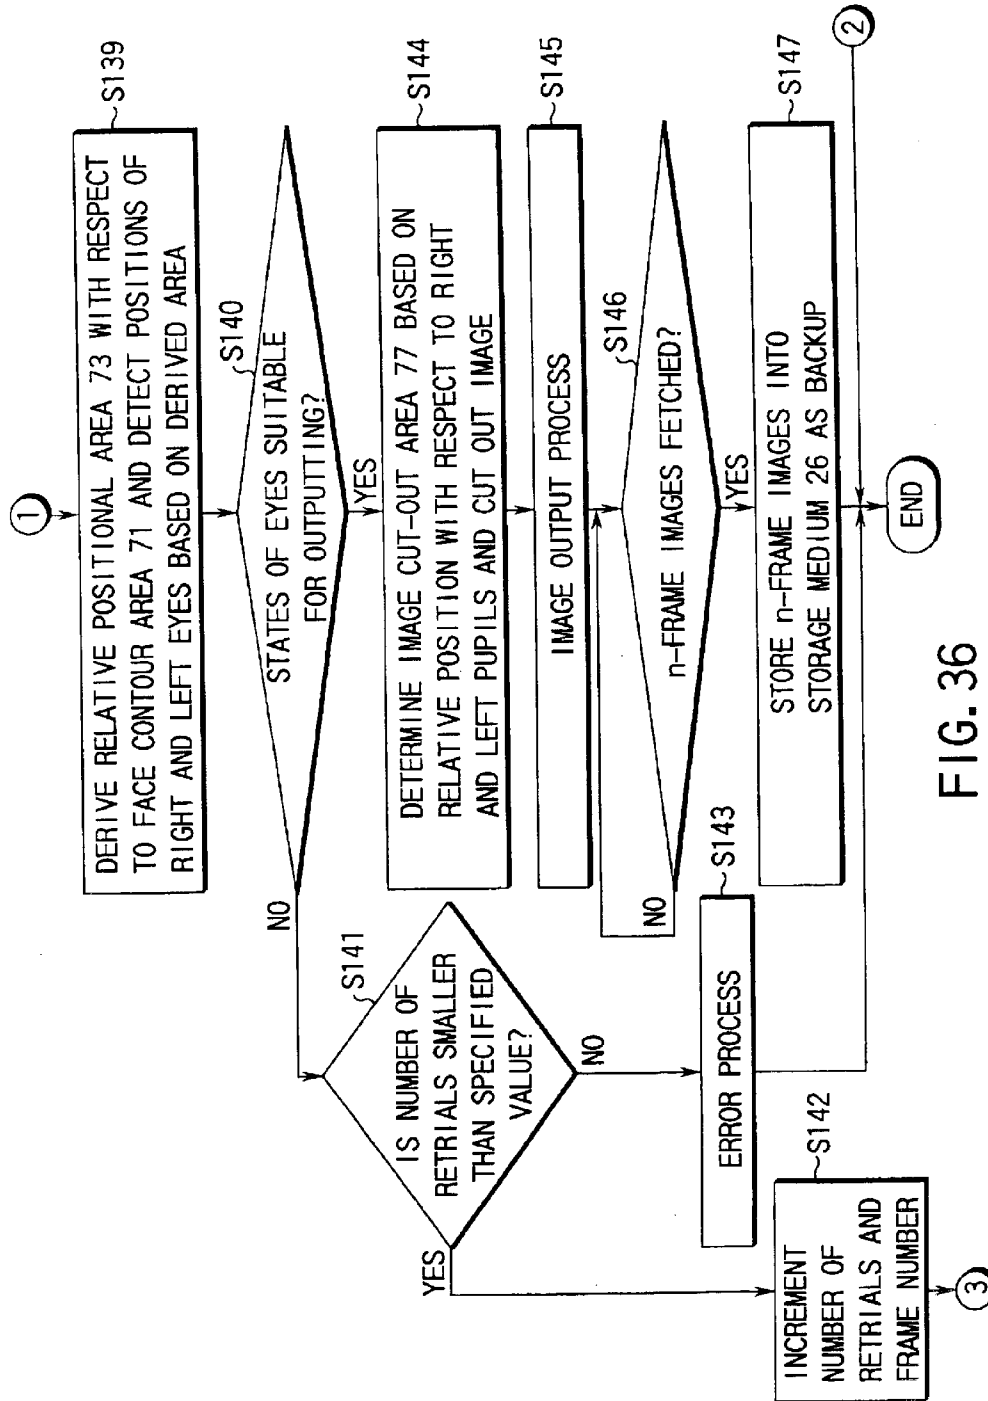 1
DERIVE RELATIVE POSITIONAL AREA 73 WITH RESPECT
TO FACE CONTOUR AREA 71 AND DETECT POSITIONS OF
RIGHT AND LEFT EYES BASED ON DERIVED AREA
S139
STATES OF EYES SUITABLE
FOR OUTPUTING?
S140
NO
YES
DETERMINE IMAGE CUT-OUT AREA 77 BASED ON
RELATIVE POSITION WITH RESPECT TO RIGHT
AND LEFT PUPILS AND CUT OUT IMAGE
S144
IMAGE OUTPUT PROCESS
S145
n-FRAME IMAGES FETCHED?
S146
NO
YES
STORE n-FRAME IMAGES INTO
STORAGE MEDIUM 26 AS BACKUP
S147
2
END
IS NUMBER OF
RETRIALS SMALLER
THAN SPECIFIED
VALUE?
S141
YES
NO
ERROR PROCESS
S143
INCREMENT
NUMBER OF
RETRIALS AND
FRAME NUMBER
S142
3
FIG. 36